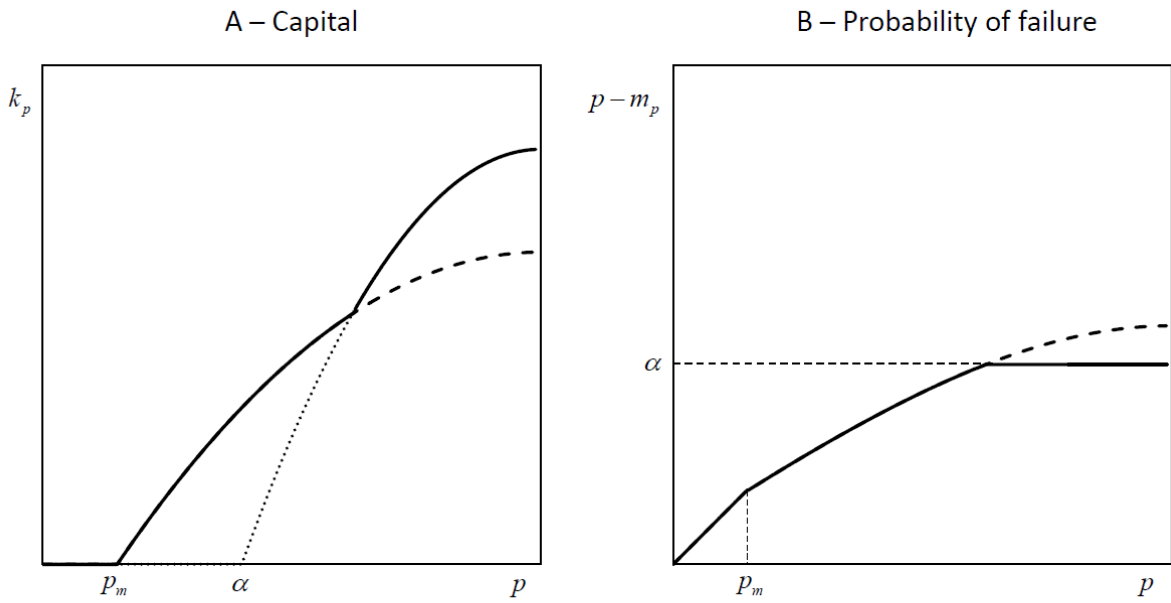 A – Capital
B – Probability of failure
k_p
p_m
α
p
p − m_p
α
p_m
p